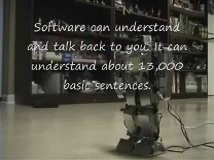 Software can understand
and talk back to you. It can
understand about 13,000
basic sentences.